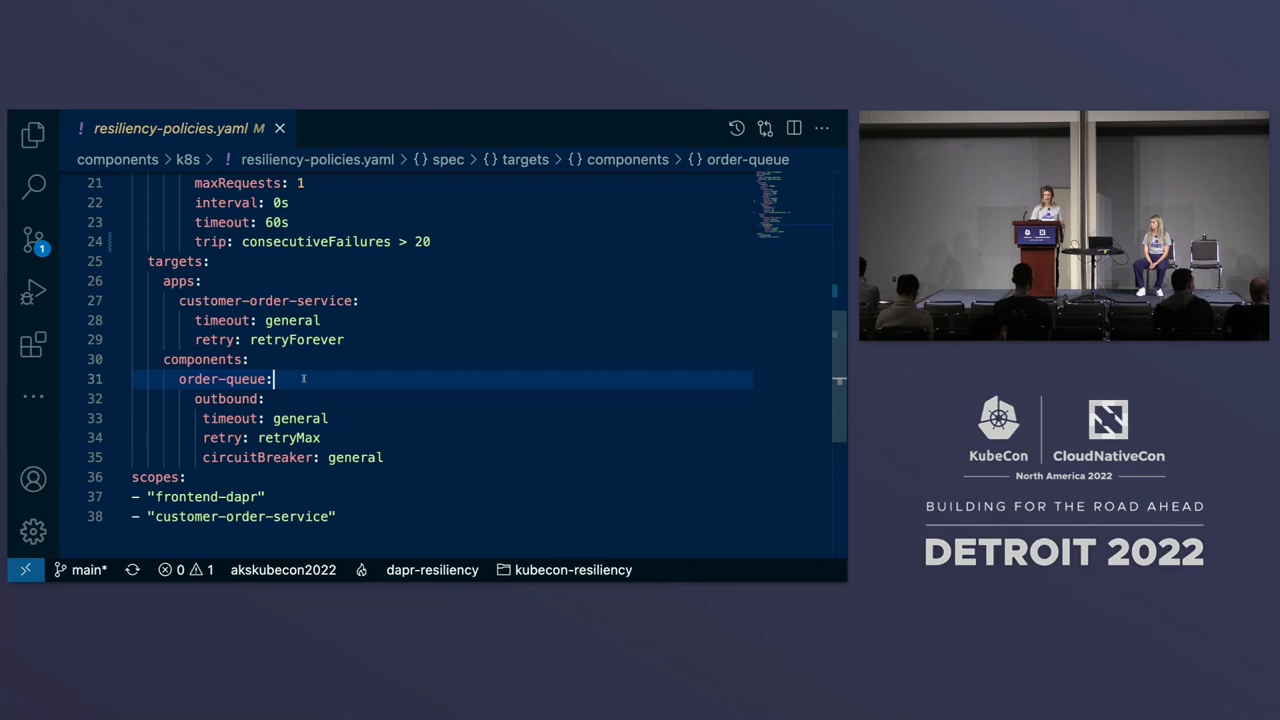 ! resiliency-policies.yaml M
components > k8s > ! resiliency-policies.yaml > {} spec > {} targets > {} components > {} order-queue
21 maxRequests: 1
22 interval: 0s
23 timeout: 60s
24 trip: consecutiveFailures > 20
25 targets:
26 apps:
27 customer-order-service:
28 timeout: general
29 retry: retryForever
30 components:
31 order-queue:
32 outbound:
33 timeout: general
34 retry: retryMax
35 circuitBreaker: general
36 scopes:
37 - "frontend-dapr"
38 - "customer-order-service"
1
main* 0 1 akskubecon2022 dapr-resiliency kubecon-resiliency
KubeCon CloudNativeCon
North America 2022
BUILDING FOR THE ROAD AHEAD
DETROIT 2022